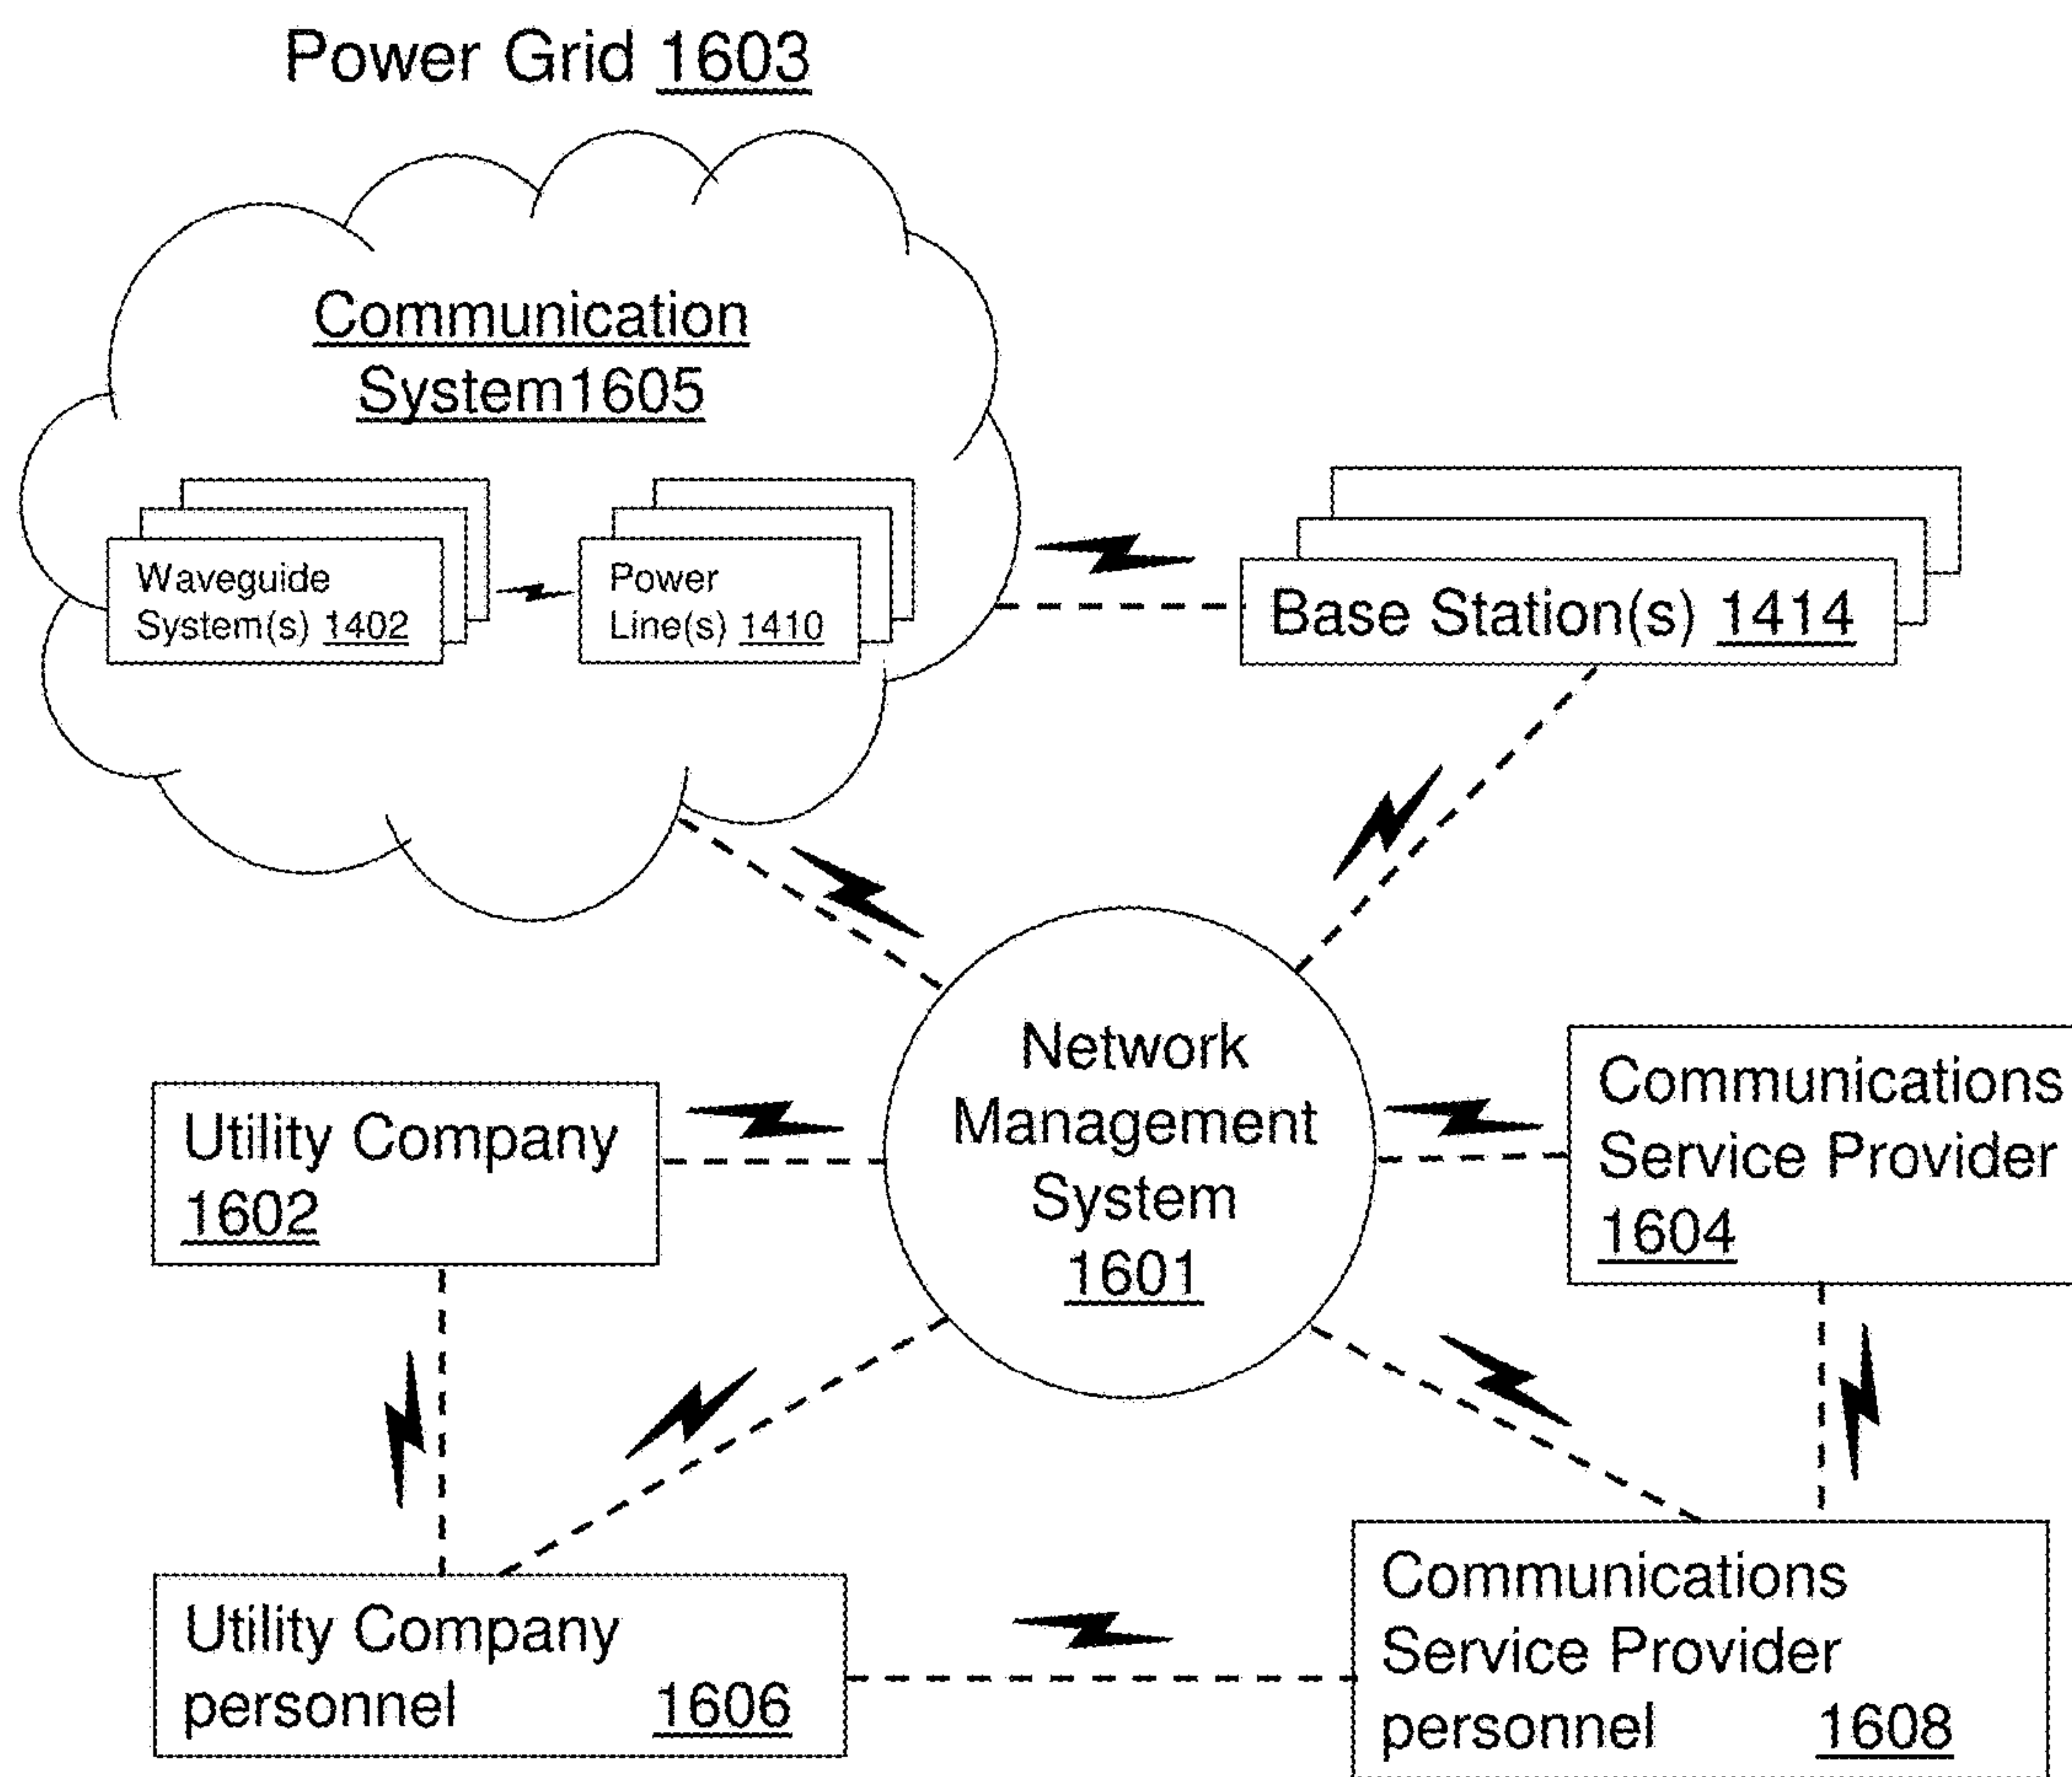 Power Grid 1603
Communication
System1605
Waveguide
System(s) 1402
Power
Line(s) 1410
Base Station(s) 1414
Network
Management
System
1601
Utility Company
1602
Communications
Service Provider
1604
Utility Company
personnel 1606
Communications
Service Provider
personnel 1608